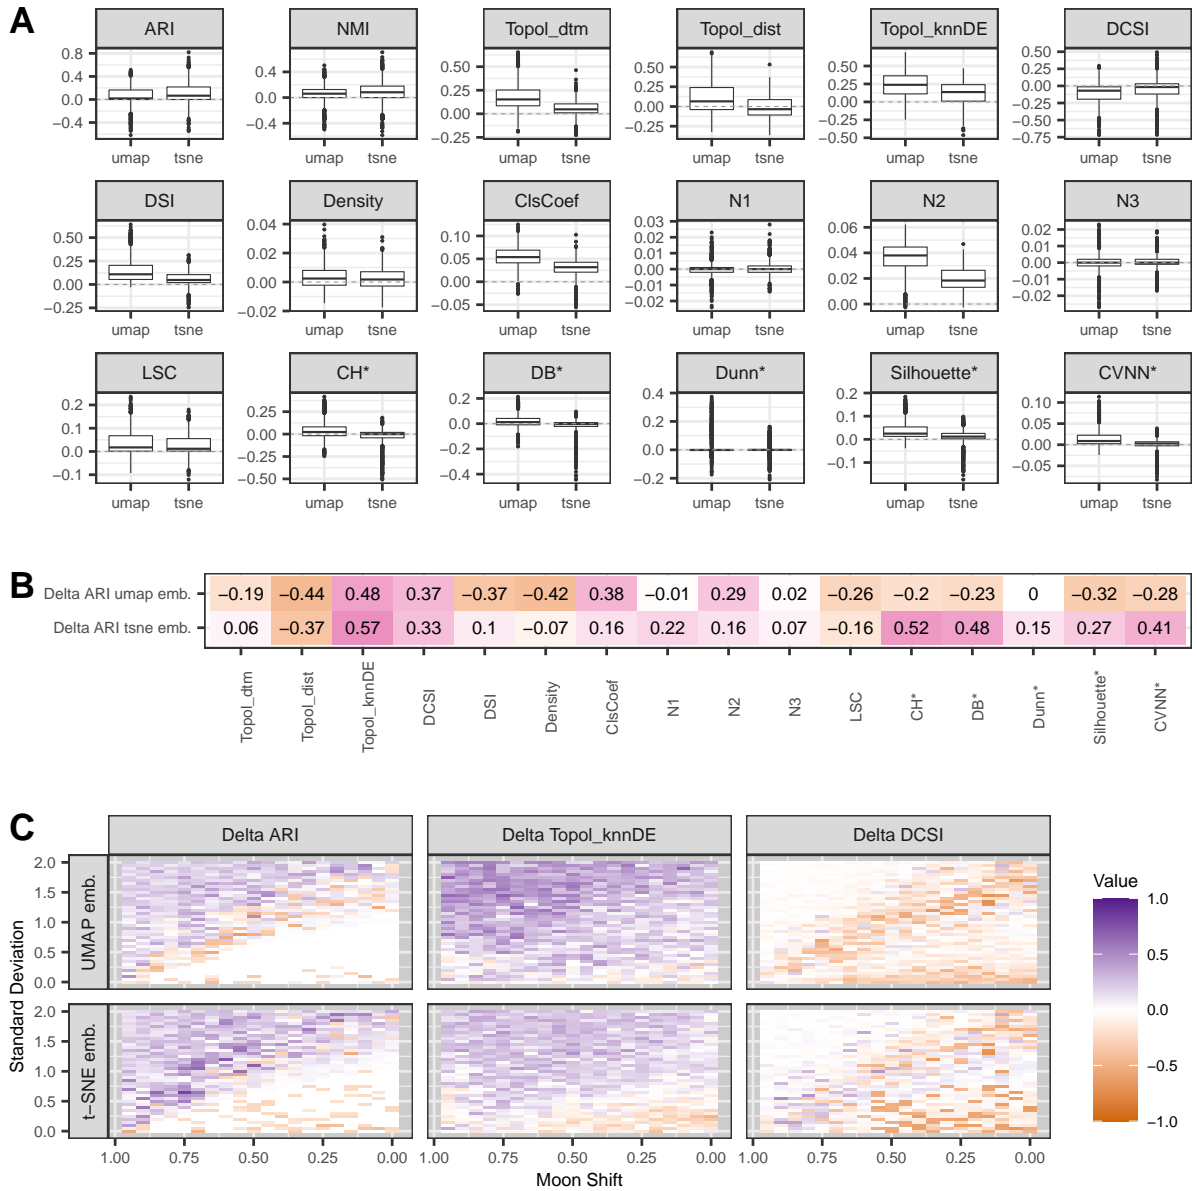 A
ARI NMI Topol_dtm Topol_dist Topol_knnDE DCSI
0.8 0.4 0.0 −0.4
0.4 0.0 −0.4
0.50 0.25 0.00 −0.25
0.50 0.25 0.00 −0.25
0.50 0.25 0.00 −0.25 −0.50
0.50 0.25 0.00 −0.25 −0.50 −0.75
umap tsne umap tsne umap tsne umap tsne umap tsne umap tsne
DSI Density ClsCoef N1 N2 N3
0.50 0.25 0.00 −0.25
0.04 0.02 0.00 −0.02
0.10 0.05 0.00 −0.05
0.03 0.02 0.01 0.00 −0.01 −0.02
0.06 0.04 0.02 0.00
0.02 0.01 0.00 −0.01 −0.02
umap tsne umap tsne umap tsne umap tsne umap tsne umap tsne
LSC CH* DB* Dunn* Silhouette* CVNN*
0.2 0.1 0.0 −0.1
0.25 0.00 −0.25 −0.50
0.2 0.0 −0.2 −0.4
0.4 0.2 0.0 −0.2
0.2 0.1 0.0 −0.1
0.10 0.05 0.00 −0.05
umap tsne umap tsne umap tsne umap tsne umap tsne umap tsne
B
Delta ARI umap emb. −0.19 −0.44 0.48 0.37 −0.37 −0.42 0.38 −0.01 0.29 0.02 −0.26 −0.2 −0.23 0 −0.32 −0.28
Delta ARI tsne emb. 0.06 −0.37 0.57 0.33 0.1 −0.07 0.16 0.22 0.16 0.07 −0.16 0.52 0.48 0.15 0.27 0.41
Topol_dtm Topol_dist Topol_knnDE DCSI DSI Density ClsCoef N1 N2 N3 LSC CH* DB* Dunn* Silhouette* CVNN*
C
Delta ARI Delta Topol_knnDE Delta DCSI
Standard Deviation
UMAP emb.
2.0 1.5 1.0 0.5 0.0
t−SNE emb.
2.0 1.5 1.0 0.5 0.0
1.00 0.75 0.50 0.25 0.00 1.00 0.75 0.50 0.25 0.00 1.00 0.75 0.50 0.25 0.00
Moon Shift
Value
1.0
0.5
0.0
−0.5
−1.0